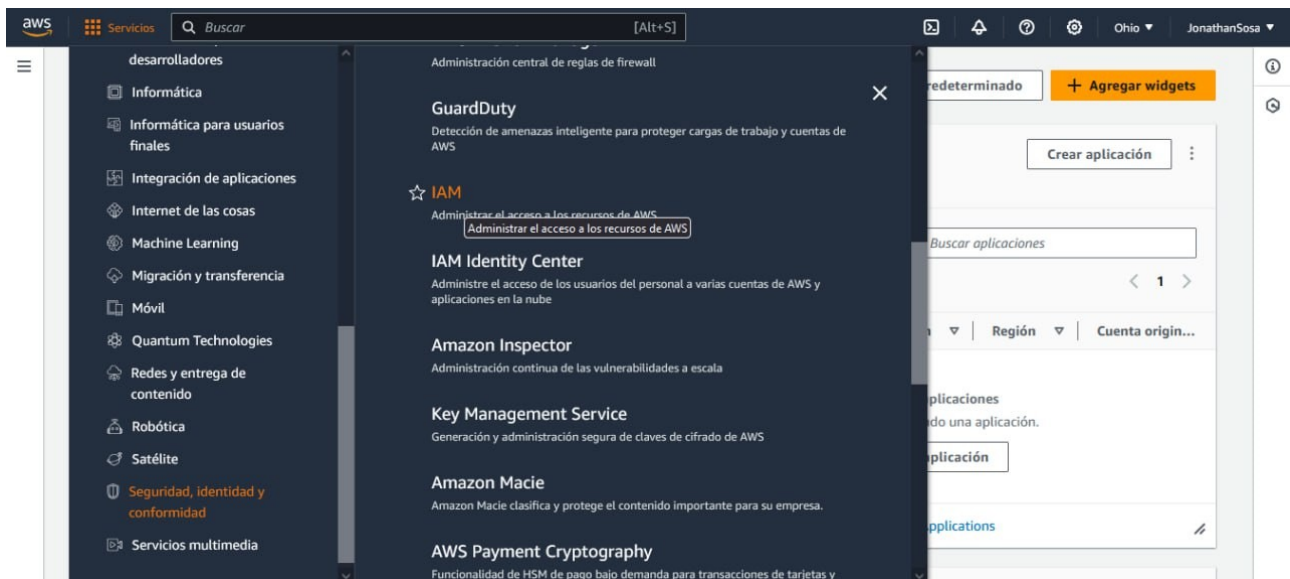 aws
Servicios
Buscar
[Alt+S]
Ohio
JonathanSosa
desarrolladores
Informática
Informática para usuarios
finales
Integración de aplicaciones
Internet de las cosas
Machine Learning
Migración y transferencia
Móvil
Quantum Technologies
Redes y entrega de
contenido
Robótica
Satélite
Seguridad, identidad y
conformidad
Servicios multimedia
Administración central de reglas de firewall
GuardDuty
Detección de amenazas inteligente para proteger cargas de trabajo y cuentas de
AWS
IAM
Administrar el acceso a los recursos de AWS
Administrar el acceso a los recursos de AWS
IAM Identity Center
Administre el acceso de los usuarios del personal a varias cuentas de AWS y
aplicaciones en la nube
Amazon Inspector
Administración continua de las vulnerabilidades a escala
Key Management Service
Generación y administración segura de claves de cifrado de AWS
Amazon Macie
Amazon Macie clasifica y protege el contenido importante para su empresa.
AWS Payment Cryptography
Funcionalidad de HSM de pago bajo demanda para transacciones de tarjetas y
redeterminado
+ Agregar widgets
Crear aplicación
Buscar aplicaciones
< 1 >
Región
Cuenta origin...
plicaciones
do una aplicación.
plicación
pplications